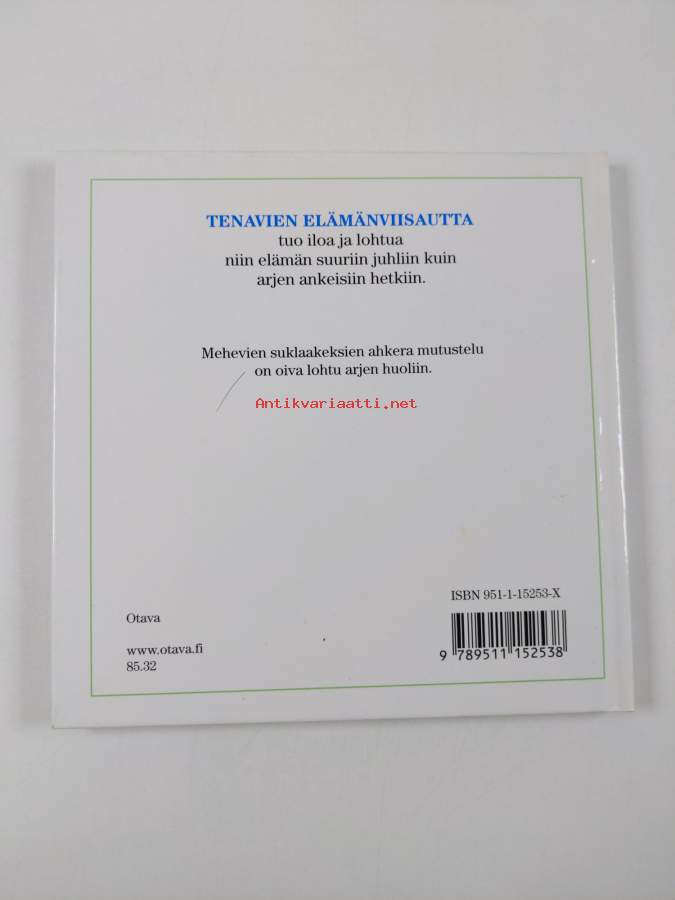 TENAVIEN ELÄMÄNVIISAUTTA
tuo iloa ja lohtua
niin elämän suuriin juhliin kuin
arjen ankeisiin hetkiin.
Mehevien suklaakeksien ahkera mutustelu
on oiva lohtu arjen huoliin.
Antikvariaatti.net
ISBN 951-1-15253-X
Otava
www.otava.fi
85.32
9 789511 152538